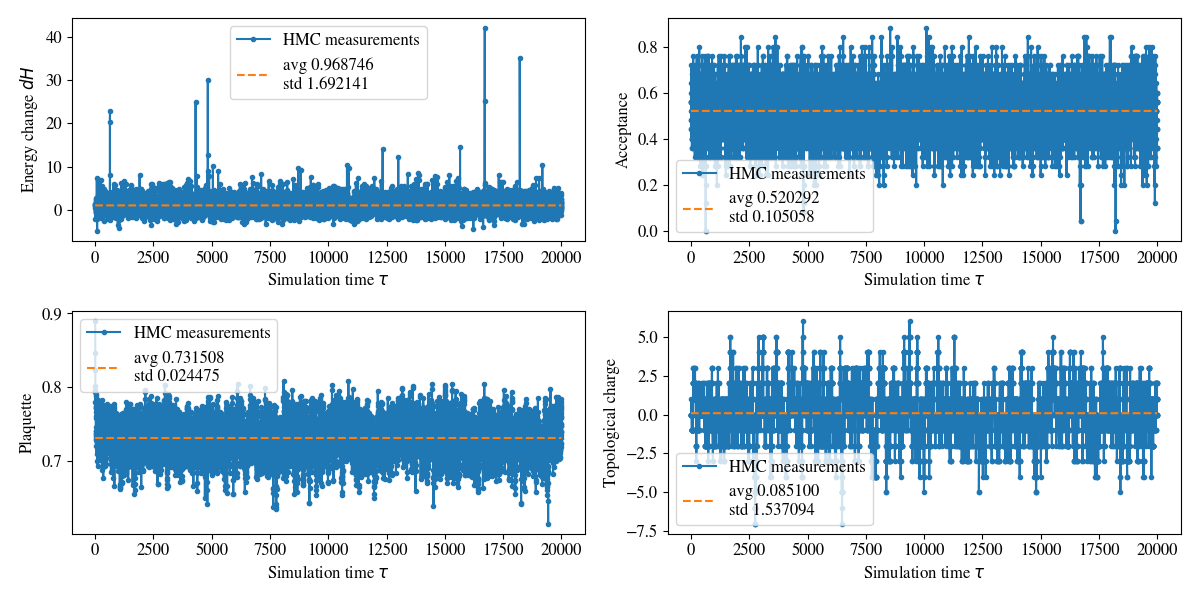 Energy change dH
40
30
20
10
0
HMC measurements
avg 0.968746
std 1.692141
0 2500 5000 7500 10000 12500 15000 17500 20000
Simulation time τ
Acceptance
0.8
0.6
0.4
0.2
0.0
HMC measurements
avg 0.520292
std 0.105058
0 2500 5000 7500 10000 12500 15000 17500 20000
Simulation time τ
Plaquette
0.9
0.8
0.7
HMC measurements
avg 0.731508
std 0.024475
0 2500 5000 7500 10000 12500 15000 17500 20000
Simulation time τ
Topological charge
5.0
2.5
0.0
−2.5
−5.0
−7.5
HMC measurements
avg 0.085100
std 1.537094
0 2500 5000 7500 10000 12500 15000 17500 20000
Simulation time τ